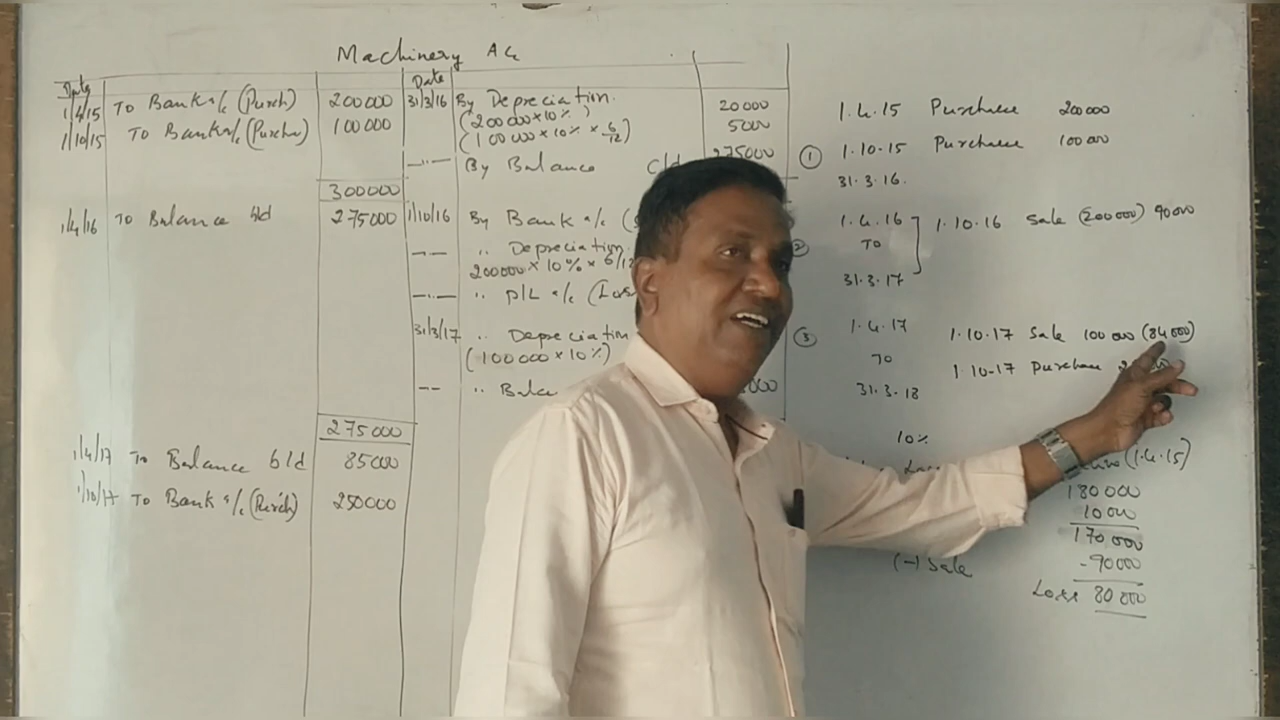 Machinery A/c
Date Date
1/4/15 To Bank a/c (Purch) 200000 31/3/16 By Depreciation 20000
(200000 x 10%)
1/10/15 To Bank a/c (Purchas) 100000 (100000 x 10% x 6/12) 5000
—"— By Balance c/d 275000
300000
1/4/16 To Balance b/d 275000 1/10/16 By Bank a/c (
—"— " Depreciation
200000 x 10% x 6/12
—"— " P/L a/c (Loss
31/3/17 " Depreciation
(100000 x 10%)
—"— "
275000
1/4/17 To Balance b/d 85000
1/10/17 To Bank a/c (Purch) 250000
1.4.15 Purchase 200000
① 1.10.15 Purchase 100000
31.3.16.
② 1.4.16 1.10.16 Sale (200000) 90000
TO
31.3.17
③ 1.4.17 1.10.17 Sale 100000 (84000)
TO 1.10-17 Purchase
31.3.18
10%
(1.4.15)
180000
10000
170000
(-) Sale -90000
Loss 80000